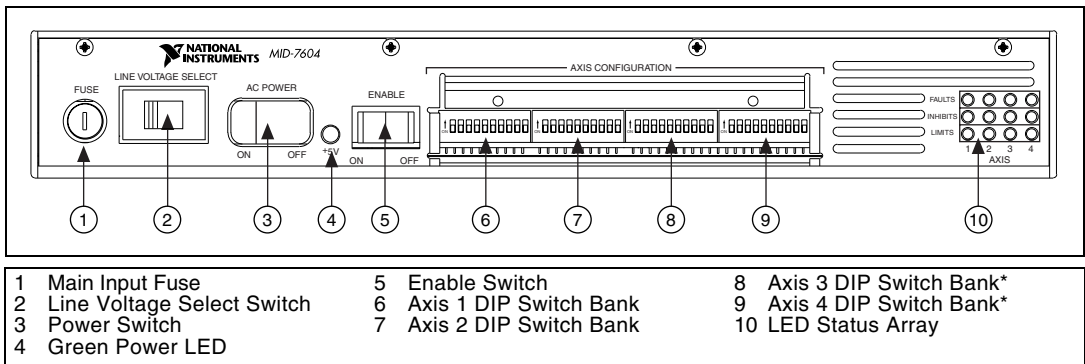 NATIONAL INSTRUMENTS MID-7604
FUSE
LINE VOLTAGE SELECT
AC POWER
ON OFF
+5V
ENABLE
ON OFF
AXIS CONFIGURATION
ON ON ON ON
FAULTS
INHIBITS
LIMITS
1 2 3 4
AXIS
1 2 3 4 5 6 7 8 9 10
1 Main Input Fuse
2 Line Voltage Select Switch
3 Power Switch
4 Green Power LED
5 Enable Switch
6 Axis 1 DIP Switch Bank
7 Axis 2 DIP Switch Bank
8 Axis 3 DIP Switch Bank*
9 Axis 4 DIP Switch Bank*
10 LED Status Array